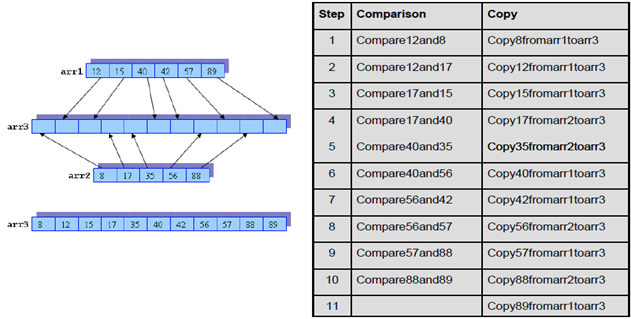 arr1 12 15 40 42 57 89
arr3
arr2 8 17 35 56 88
arr3 8 12 15 17 35 40 42 56 57 88 89
Step Comparison Copy
1 Compare12and8 Copy8fromarr1toarr3
2 Compare12and17 Copy12fromarr1toarr3
3 Compare17and15 Copy15fromarr1toarr3
4 Compare17and40 Copy17fromarr2toarr3
5 Compare40and35 Copy35fromarr2toarr3
6 Compare40and56 Copy40fromarr1toarr3
7 Compare56and42 Copy42fromarr1toarr3
8 Compare56and57 Copy56fromarr2toarr3
9 Compare57and88 Copy57fromarr1toarr3
10 Compare88and89 Copy88fromarr2toarr3
11 Copy89fromarr1toarr3